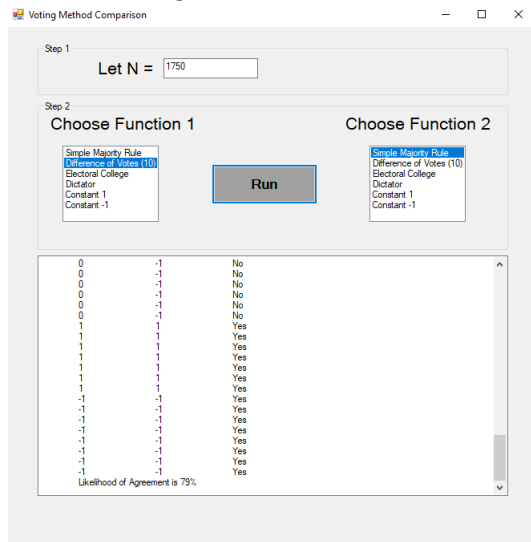 Voting Method Comparison
Step 1
Let N = 1750
Step 2
Choose Function 1
Choose Function 2
Simple Majority Rule
Difference of Votes (10)
Electoral College
Dictator
Constant 1
Constant -1
Run
Simple Majority Rule
Difference of Votes (10)
Electoral College
Dictator
Constant 1
Constant -1
0 -1 No
0 -1 No
0 -1 No
0 -1 No
0 -1 No
0 -1 No
1 1 Yes
1 1 Yes
1 1 Yes
1 1 Yes
1 1 Yes
1 1 Yes
1 1 Yes
-1 -1 Yes
-1 -1 Yes
-1 -1 Yes
-1 -1 Yes
-1 -1 Yes
-1 -1 Yes
-1 -1 Yes
-1 -1 Yes
Likelihood of Agreement is 79%